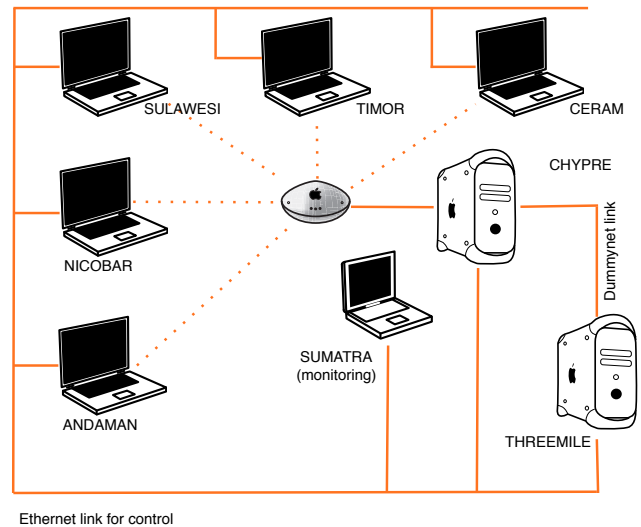 SULAWESI
TIMOR
CERAM
CHYPRE
NICOBAR
Dummynet link
SUMATRA
(monitoring)
ANDAMAN
THREEMILE
Ethernet link for control